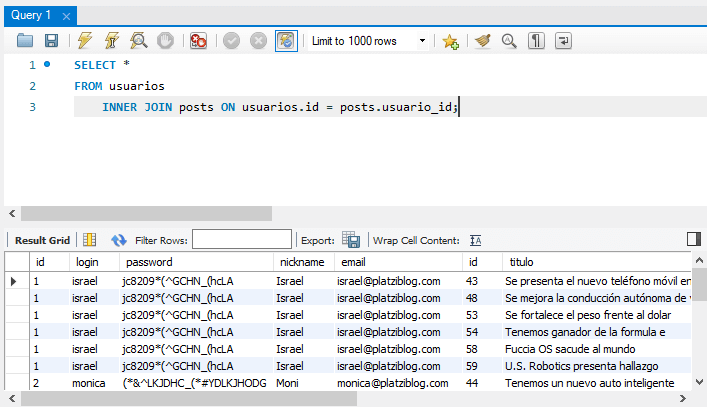 Query 1
Limit to 1000 rows
1 SELECT *
2 FROM usuarios
3 INNER JOIN posts ON usuarios.id = posts.usuario_id;
Result Grid Filter Rows: Export: Wrap Cell Content:
id login password nickname email id titulo
1 israel jc8209*(^GCHN_(hcLA Israel israel@platziblog.com 43 Se presenta el nuevo teléfono móvil en
1 israel jc8209*(^GCHN_(hcLA Israel israel@platziblog.com 48 Se mejora la conducción autónoma de v
1 israel jc8209*(^GCHN_(hcLA Israel israel@platziblog.com 53 Se fortalece el peso frente al dolar
1 israel jc8209*(^GCHN_(hcLA Israel israel@platziblog.com 54 Tenemos ganador de la formula e
1 israel jc8209*(^GCHN_(hcLA Israel israel@platziblog.com 58 Fuccia OS sacude al mundo
1 israel jc8209*(^GCHN_(hcLA Israel israel@platziblog.com 59 U.S. Robotics presenta hallazgo
2 monica (*&^LKJDHC_(*#YDLKJHODG Moni monica@platziblog.com 44 Tenemos un nuevo auto inteligente